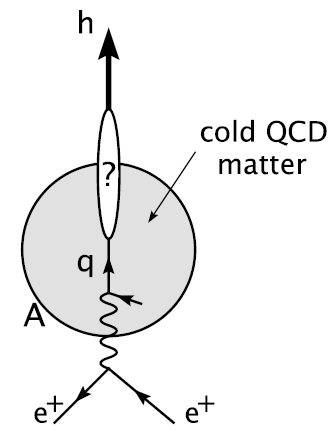 h
cold QCD
matter
?
q
A
e+
e+